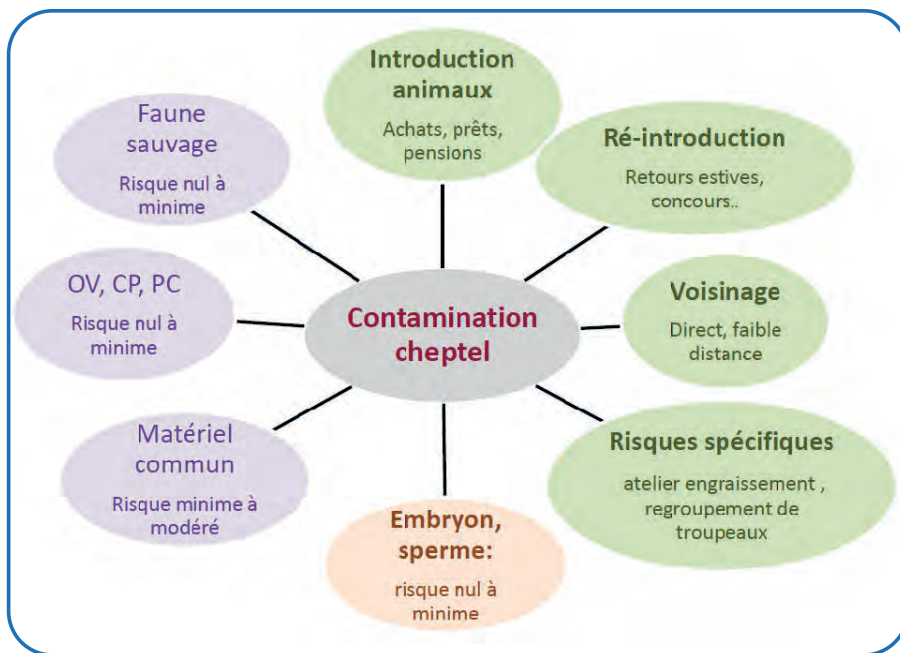 Introduction
animaux
Achats, prêts,
pensions
Faune
sauvage
Risque nul à
minime
Ré-introduction
Retours estives,
concours..
OV, CP, PC
Risque nul à
minime
Contamination
cheptel
Voisinage
Direct, faible
distance
Matériel
commun
Risque minime à
modéré
Risques spécifiques
atelier engraissement ,
regroupement de
troupeaux
Embryon,
sperme:
risque nul à
minime